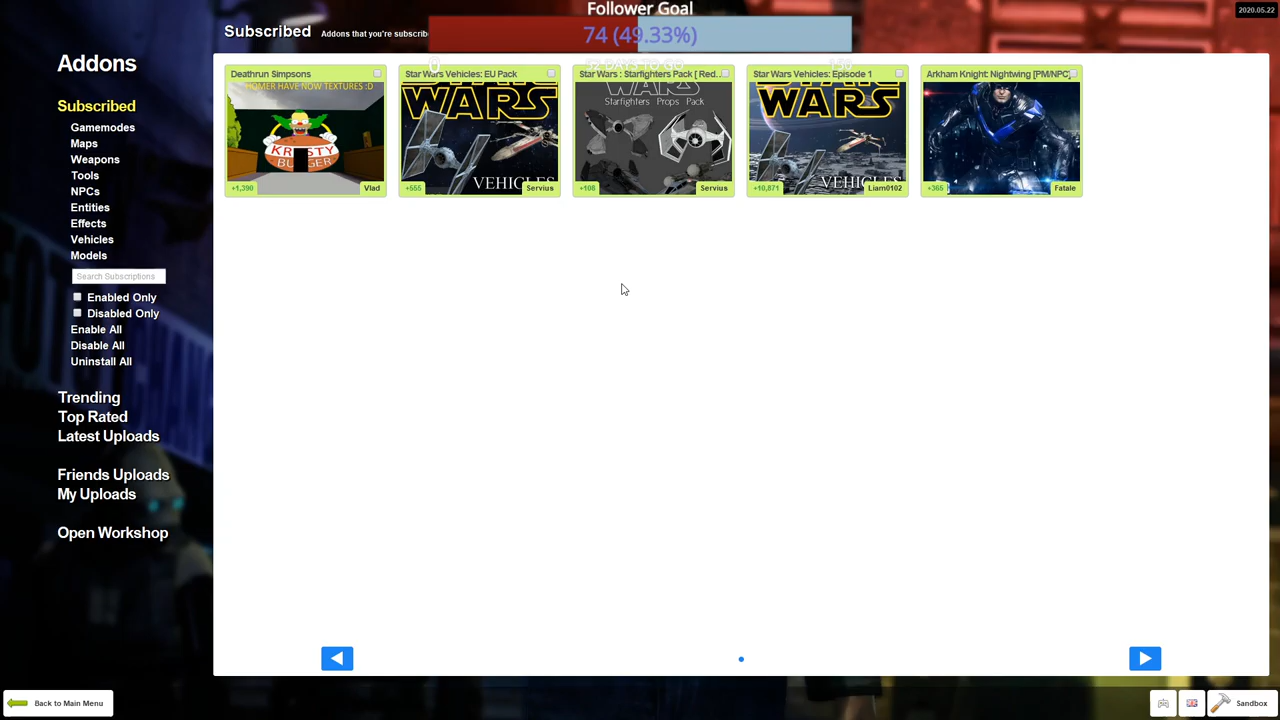 Follower Goal
74 (49.33%)
2020.05.22
Subscribed
Addons that you're subscrib
Addons
Subscribed
Gamemodes
Maps
Weapons
Tools
NPCs
Entities
Effects
Vehicles
Models
Search Subscriptions
Enabled Only
Disabled Only
Enable All
Disable All
Uninstall All
Trending
Top Rated
Latest Uploads
Friends Uploads
My Uploads
Open Workshop
Deathrun Simpsons
HOMER HAVE NOW TEXTURES :D
KRUSTY
BURGER
+1,390
Vlad
Star Wars Vehicles: EU Pack
STAR
WARS
VEHICLES
+555
Servius
Star Wars : Starfighters Pack [ Red...
WARS
Starfighters Props Pack
+108
Servius
Star Wars Vehicles: Episode 1
STAR
WARS
VEHICLES
+10,871
Liam0102
Arkham Knight: Nightwing [PM/NPC]
+365
Fatale
Back to Main Menu
Sandbox